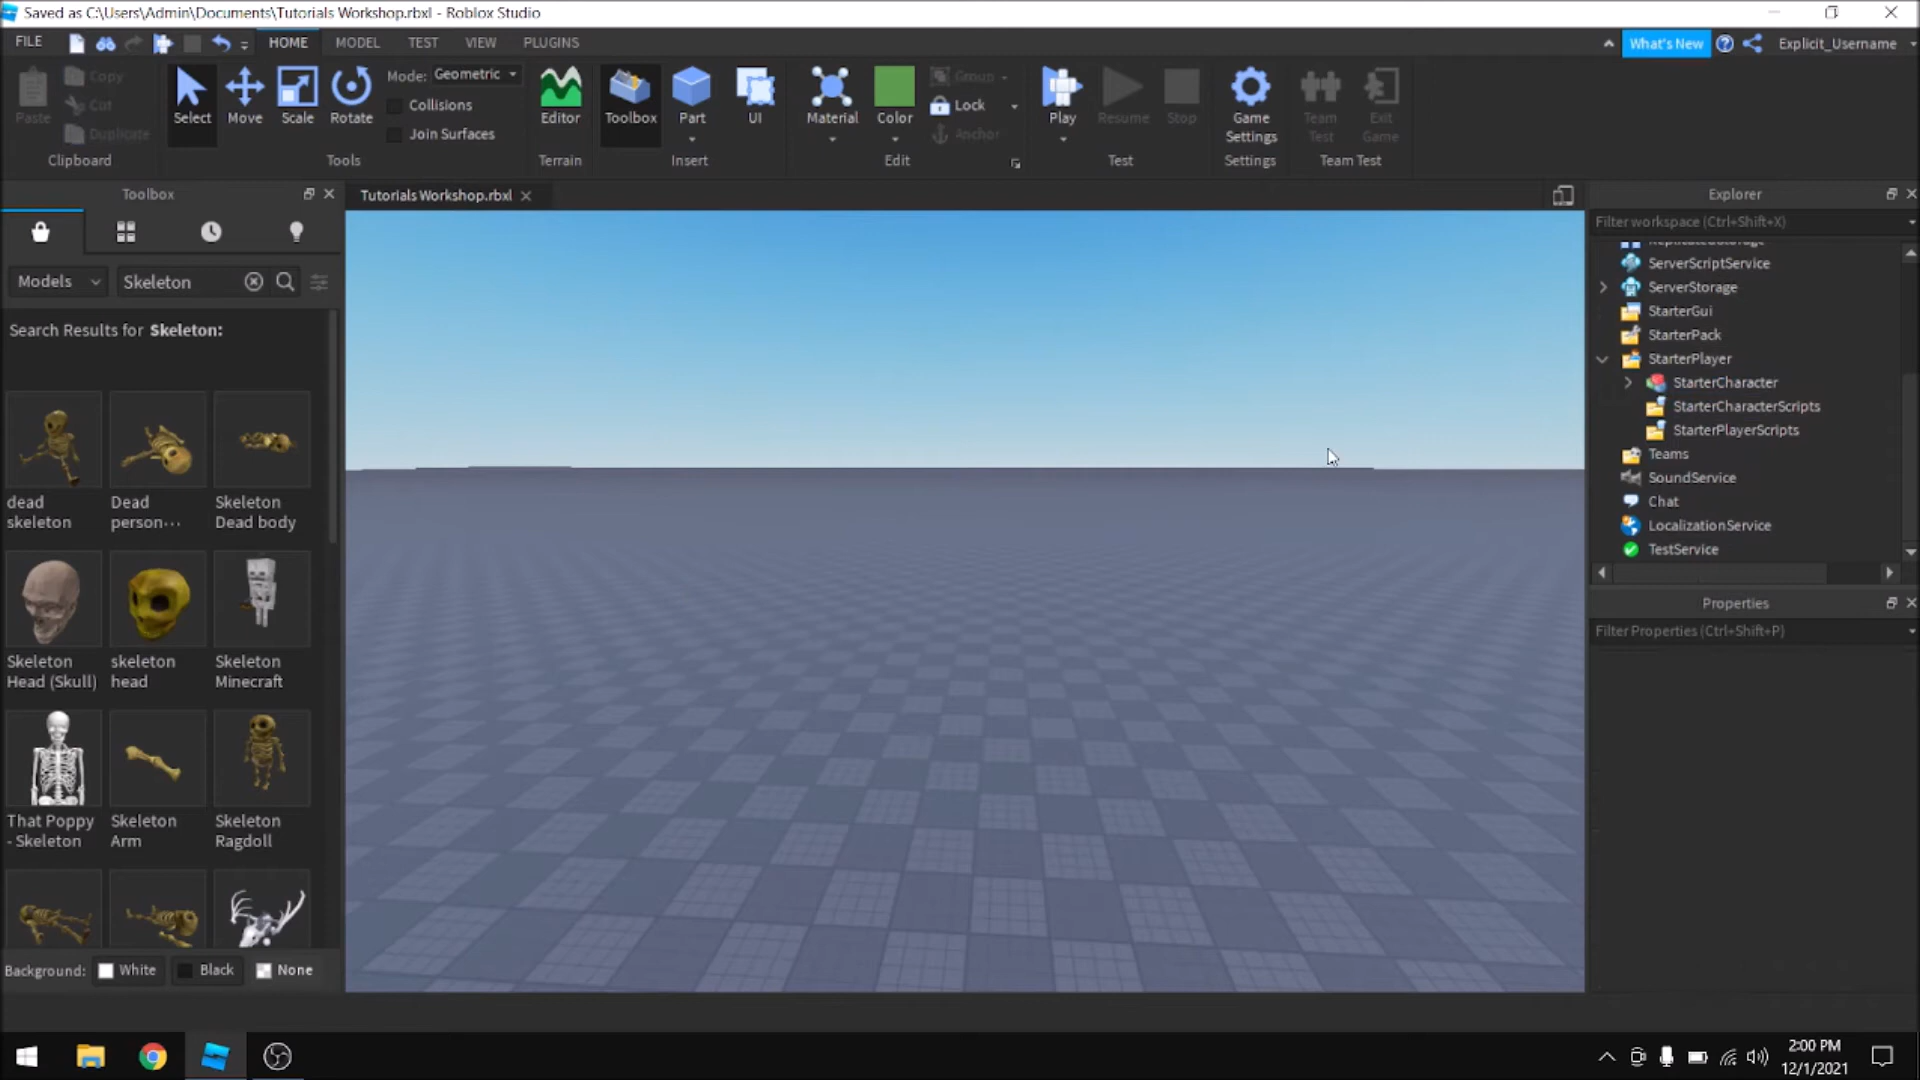 Saved as C:\Users\Admin\Documents\Tutorials Workshop.rbxl - Roblox Studio
FILE
HOME
MODEL
TEST
VIEW
PLUGINS
What's New
Explicit_Username
Paste
Copy
Cut
Duplicate
Clipboard
Select
Move
Scale
Rotate
Mode: Geometric
Collisions
Join Surfaces
Tools
Editor
Terrain
Toolbox
Part
UI
Insert
Material
Color
Group
Lock
Anchor
Edit
Play
Resume
Stop
Test
Game
Settings
Settings
Team
Test
Exit
Game
Team Test
Toolbox
Models
Skeleton
Search Results for Skeleton:
dead
skeleton
Dead
person···
Skeleton
Dead body
Skeleton
Head (Skull)
skeleton
head
Skeleton
Minecraft
That Poppy
- Skeleton
Skeleton
Arm
Skeleton
Ragdoll
Background:
White
Black
None
Tutorials Workshop.rbxl
Explorer
Filter workspace (Ctrl+Shift+X)
ReplicatedStorage
ServerScriptService
ServerStorage
StarterGui
StarterPack
StarterPlayer
StarterCharacter
StarterCharacterScripts
StarterPlayerScripts
Teams
SoundService
Chat
LocalizationService
TestService
Properties
Filter Properties (Ctrl+Shift+P)
2:00 PM
12/1/2021